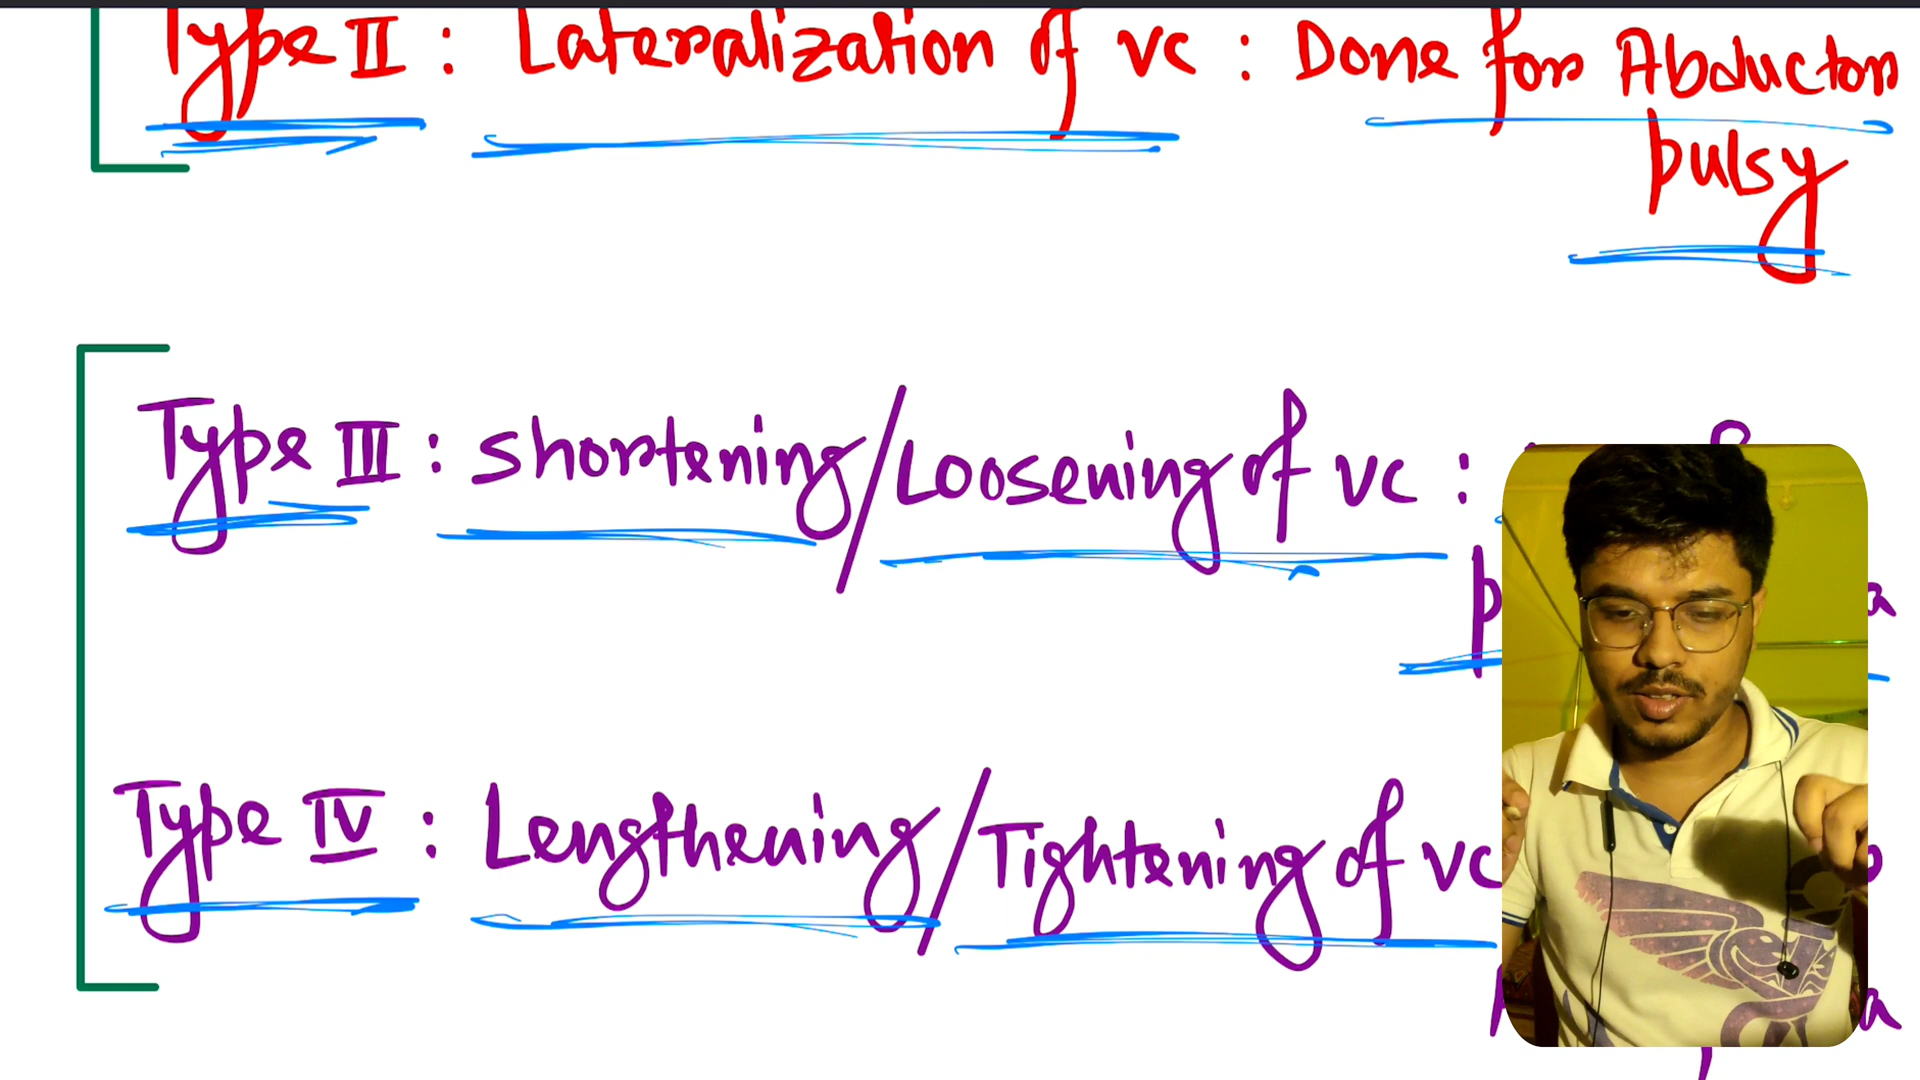 Type II : Lateralization of vc : Done for Abductor
pulsy
Type III : shortening/Loosening of vc :
Type IV : Lengthening/Tightening of vc